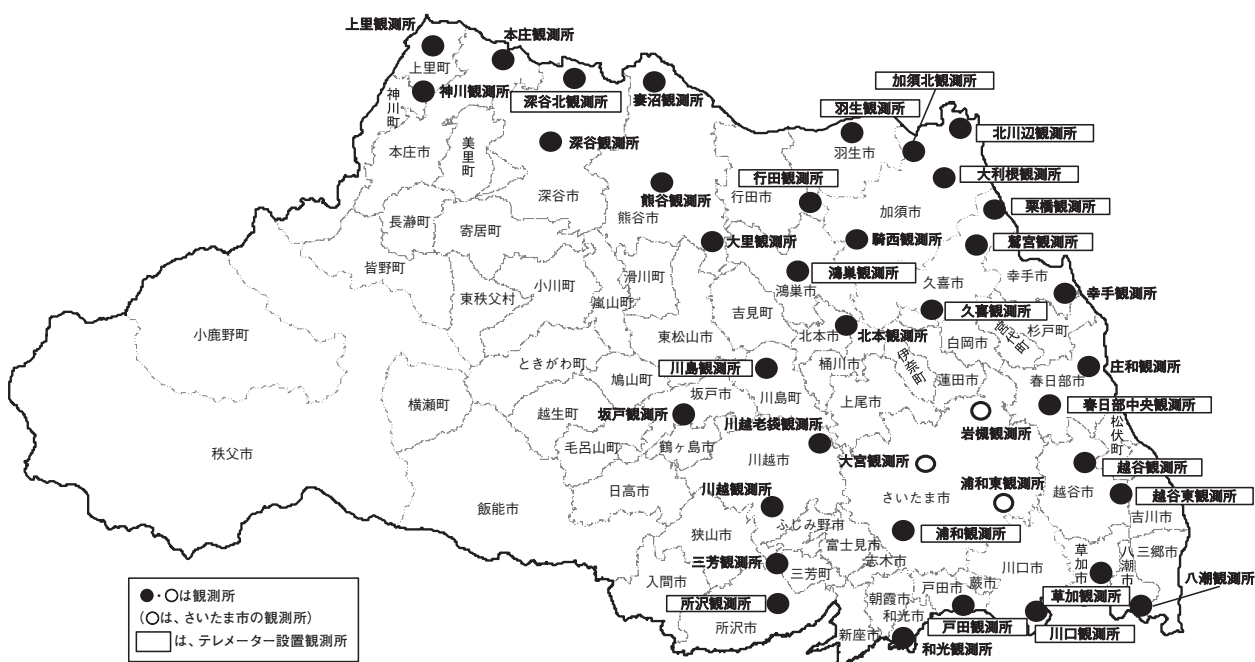 上里観測所
本庄観測所
上里町
神川観測所
神川町
深谷北観測所
妻沼観測所
加須北観測所
羽生観測所
北川辺観測所
羽生市
深谷観測所
本庄市
美里町
大利根観測所
行田観測所
熊谷観測所
行田市
深谷市
栗橋観測所
加須市
熊谷市
長瀞町
寄居町
大里観測所
騎西観測所
鷲宮観測所
皆野町
滑川町
鴻巣観測所
幸手市
久喜市
小川町
鴻巣市
幸手観測所
東秩父村
嵐山町
吉見町
久喜観測所
小鹿野町
東松山市
北本市
北本観測所
宮代町
杉戸町
白岡市
ときがわ町
桶川市
伊奈町
川島観測所
庄和観測所
鳩山町
蓮田市
春日部市
坂戸市
川島町
横瀬町
上尾市
春日部中央観測所
越生町
坂戸観測所
川越老袋観測所
岩槻観測所
松伏町
毛呂山町
鶴ヶ島市
秩父市
川越市
大宮観測所
越谷観測所
日高市
浦和東観測所
川越観測所
さいたま市
越谷市
越谷東観測所
飯能市
吉川市
ふじみ野市
狭山市
浦和観測所
富士見市
三芳観測所
志木市
草加市
八潮市
三郷市
川口市
三芳町
入間市
八潮観測所
戸田市
蕨市
朝霞市
草加観測所
所沢観測所
和光市
戸田観測所
所沢市
新座市
川口観測所
和光観測所
●・○は観測所
(○は、さいたま市の観測所)
は、テレメーター設置観測所